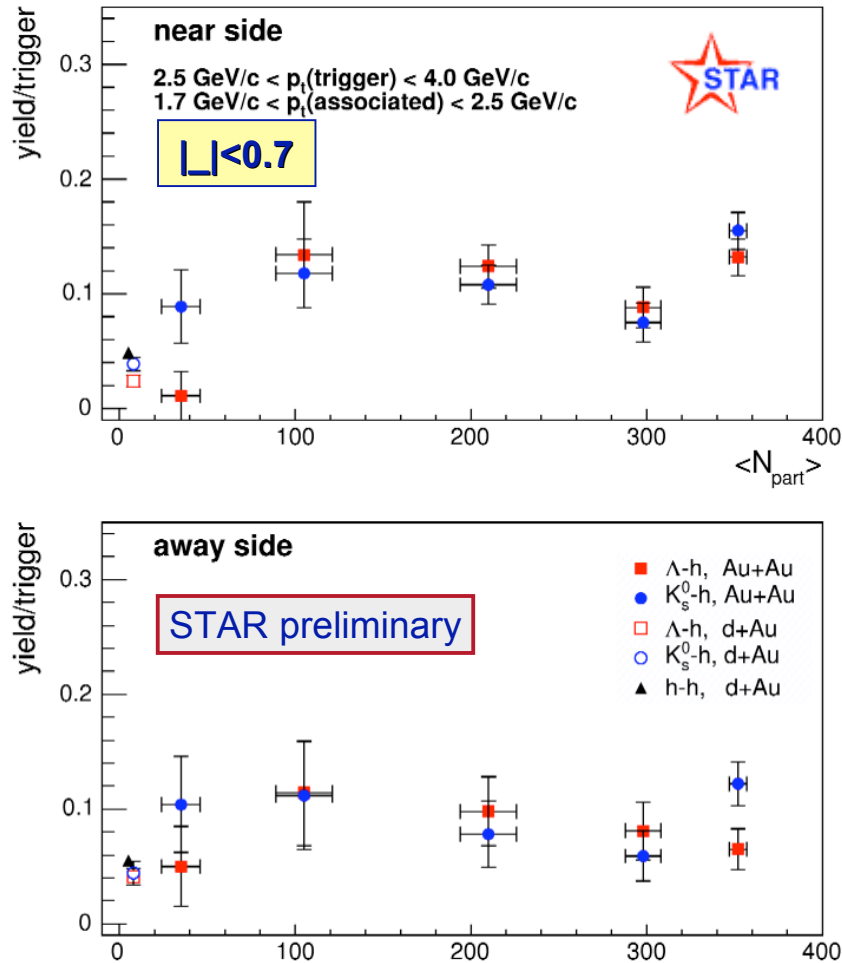 near side
2.5 GeV/c < pt(trigger) < 4.0 GeV/c
1.7 GeV/c < pt(associated) < 2.5 GeV/c
|_|<0.7
STAR
yield/trigger
0.3
0.2
0.1
0
0 100 200 300 400
<Npart>
away side
STAR preliminary
yield/trigger
0.3
0.2
0.1
0
Λ-h, Au+Au
K⁰s-h, Au+Au
Λ-h, d+Au
K⁰s-h, d+Au
h-h, d+Au
0 100 200 300 400